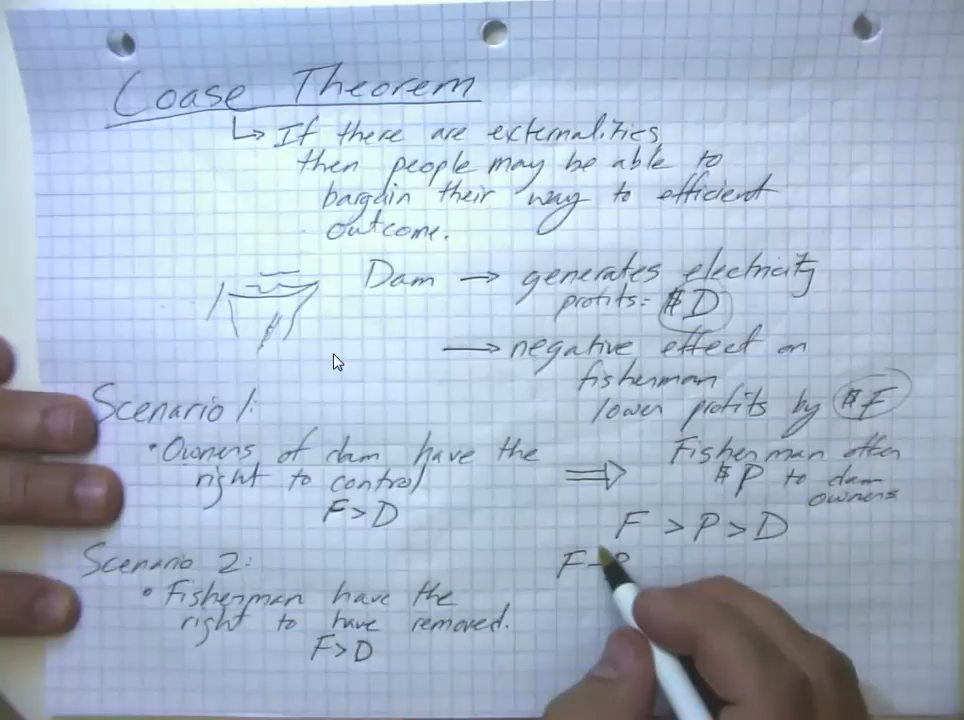 Coase Theorem
↳ If there are externalities,
then people may be able to
bargain their way to efficient
outcome.
Dam → generates electricity
profits= $D
→ negative effect on
fisherman
lower profits by $F
Scenario 1:
• Owners of dam have the
right to control
F > D
⇒ Fisherman offer
$P to dam
owners
F > P > D
F - P
Scenario 2:
• Fisherman have the
right to have removed.
F > D